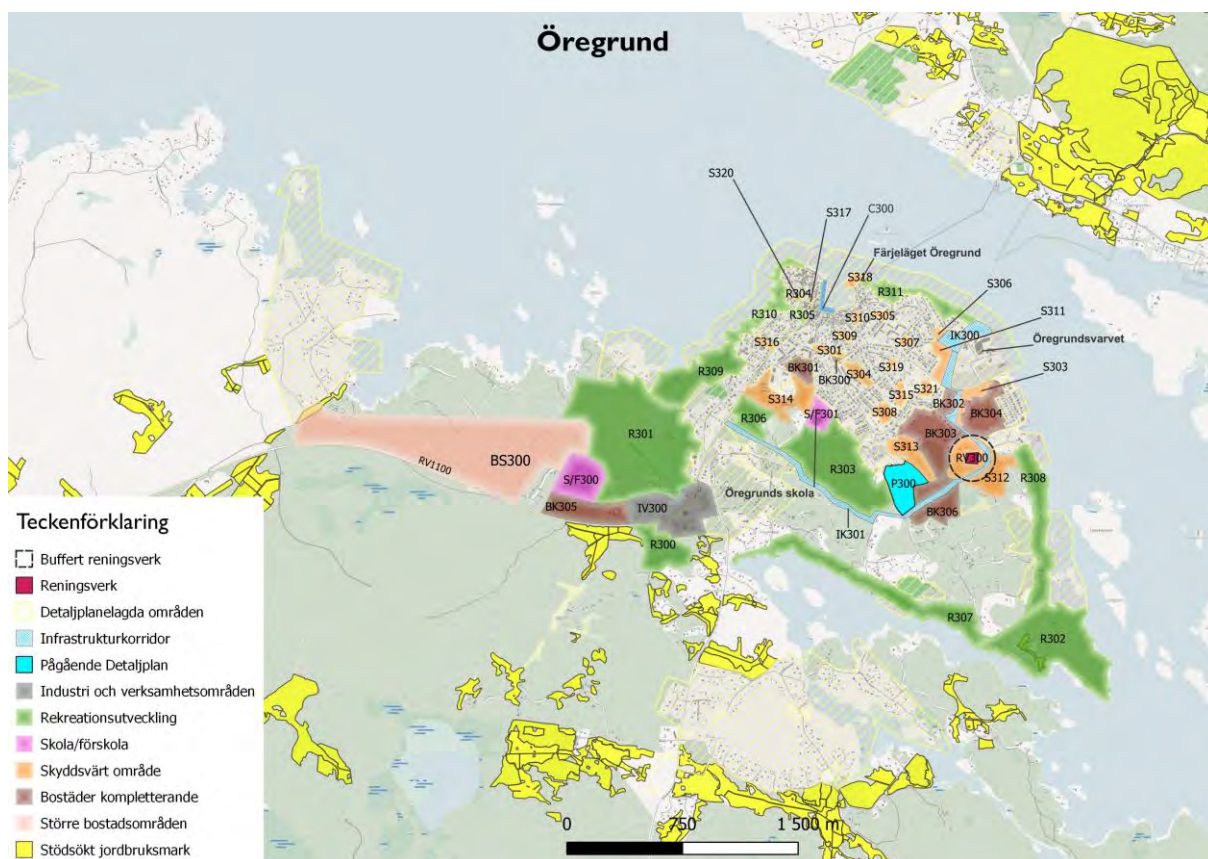 Öregrund
S320
S317
C300
Färjeläget Öregrund
S318
R304
R311
S306
R310
R305
S310
S305
IK300
S311
S316
S309
S307
Öregrundsvarvet
S301
R309
BK301
BK300
S304
S319
S303
S314
S315
S321
BK302
R306
S/F301
S308
BK304
R301
BK303
BS300
R303
S313
RV300
RV1100
S/F300
P300
S312
R308
Öregrunds skola
BK305
IV300
BK306
IK301
R300
R307
R302
Teckenförklaring
Buffert reningsverk
Reningsverk
Detaljplanelagda områden
Infrastrukturkorridor
Pågående Detaljplan
Industri och verksamhetsområden
Rekreationsutveckling
Skola/förskola
Skyddsvärt område
Bostäder kompletterande
Större bostadsområden
Stödsökt jordbruksmark
0 750 1 500 m